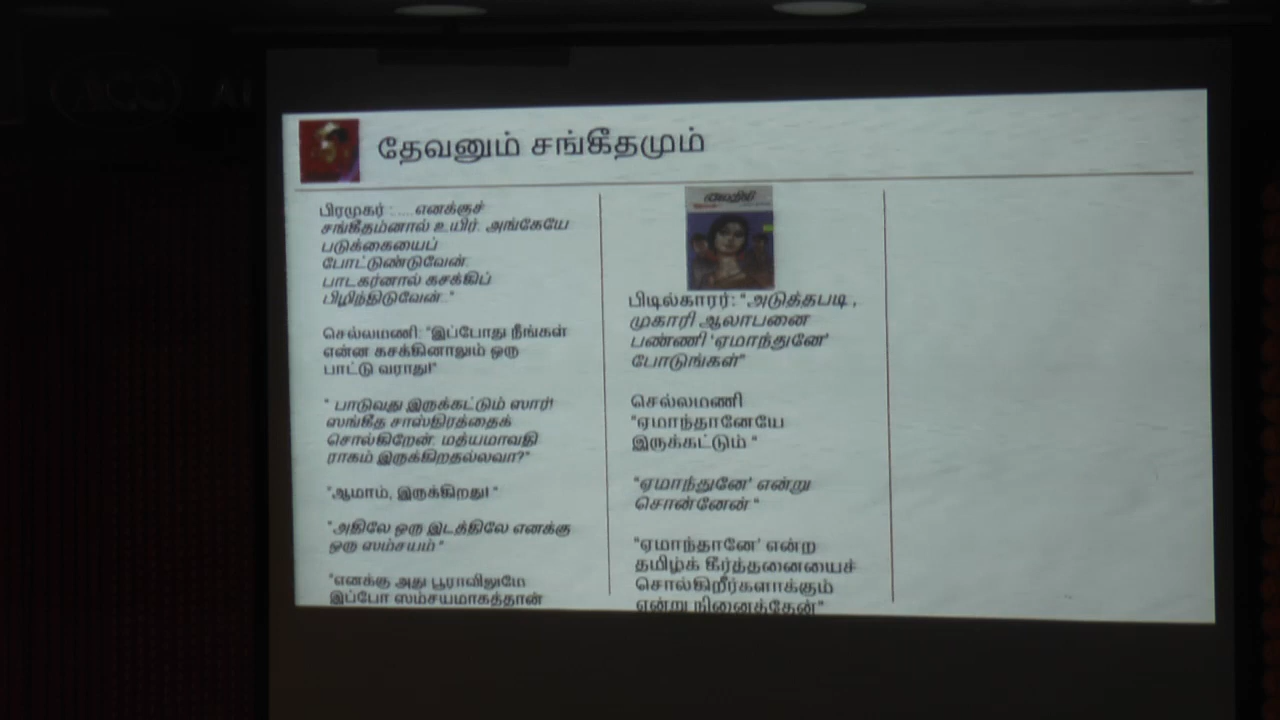 தேவனும் சங்கீதமும்
பிரமுகர் : .....எனக்குச்
சங்கீதம்னால் உயிர். அங்கேயே
படுக்கையைப்
போட்டுண்டுவேன்.
பாடகர்னால் கசக்கிப்
பிழிந்திடுவேன்.."
செல்லமணி: "இப்போது நீங்கள்
என்ன கசக்கினாலும் ஒரு
பாட்டு வராது!"
" பாடுவது இருக்கட்டும் ஸார்!
ஸங்கீத சாஸ்திரத்தைக்
சொல்கிறேன். மத்யமாவதி
ராகம் இருக்கிறதல்லவா?"
"ஆமாம், இருக்கிறது! "
"அதிலே ஒரு இடத்திலே எனக்கு
ஒரு ஸம்சயம் "
"எனக்கு அது பூராவிலுமே
இப்போ ஸம்சயமாகத்தான்
மைதிலி
பிடில்காரர்: "அடுத்தபடி ,
முகாரி ஆலாபனை
பண்ணி 'ஏமாந்துனே'
போடுங்கள்"
செல்லமணி
"ஏமாந்தானேயே
இருக்கட்டும் "
"ஏமாந்துனே' என்று
சொன்னேன் "
"ஏமாந்தானே' என்ற
தமிழ்க் கீர்த்தனையைச்
சொல்கிறீர்களாக்கும்
என்று நினைத்தேன்"